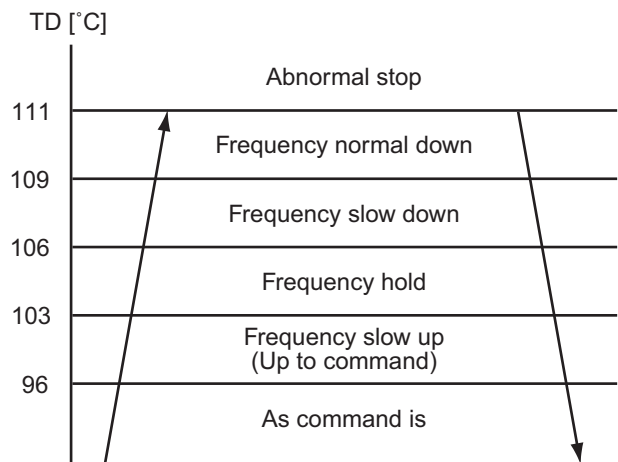 TD [˚C]
Abnormal stop
111
Frequency normal down
109
Frequency slow down
106
Frequency hold
103
Frequency slow up
(Up to command)
96
As command is